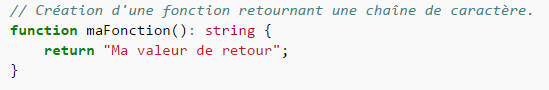 // Création d'une fonction retournant une chaîne de caractère.
function maFonction(): string {
    return "Ma valeur de retour";
}